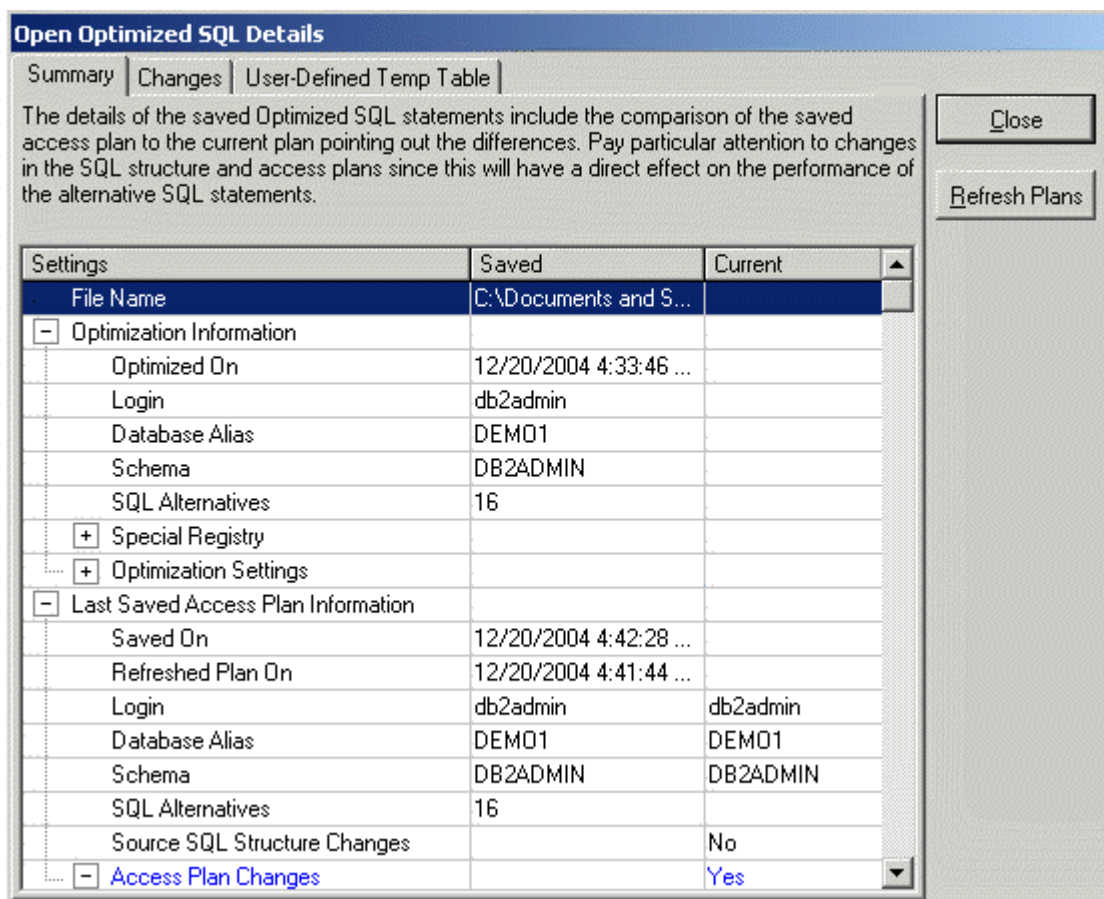 Open Optimized SQL Details
Summary Changes User-Defined Temp Table
The details of the saved Optimized SQL statements include the comparison of the saved
access plan to the current plan pointing out the differences. Pay particular attention to changes
in the SQL structure and access plans since this will have a direct effect on the performance of
the alternative SQL statements.
Close
Refresh Plans
Settings Saved Current
File Name C:\Documents and S...
Optimization Information
Optimized On 12/20/2004 4:33:46 ...
Login db2admin
Database Alias DEMO1
Schema DB2ADMIN
SQL Alternatives 16
Special Registry
Optimization Settings
Last Saved Access Plan Information
Saved On 12/20/2004 4:42:28 ...
Refreshed Plan On 12/20/2004 4:41:44 ...
Login db2admin db2admin
Database Alias DEMO1 DEMO1
Schema DB2ADMIN DB2ADMIN
SQL Alternatives 16
Source SQL Structure Changes No
Access Plan Changes Yes